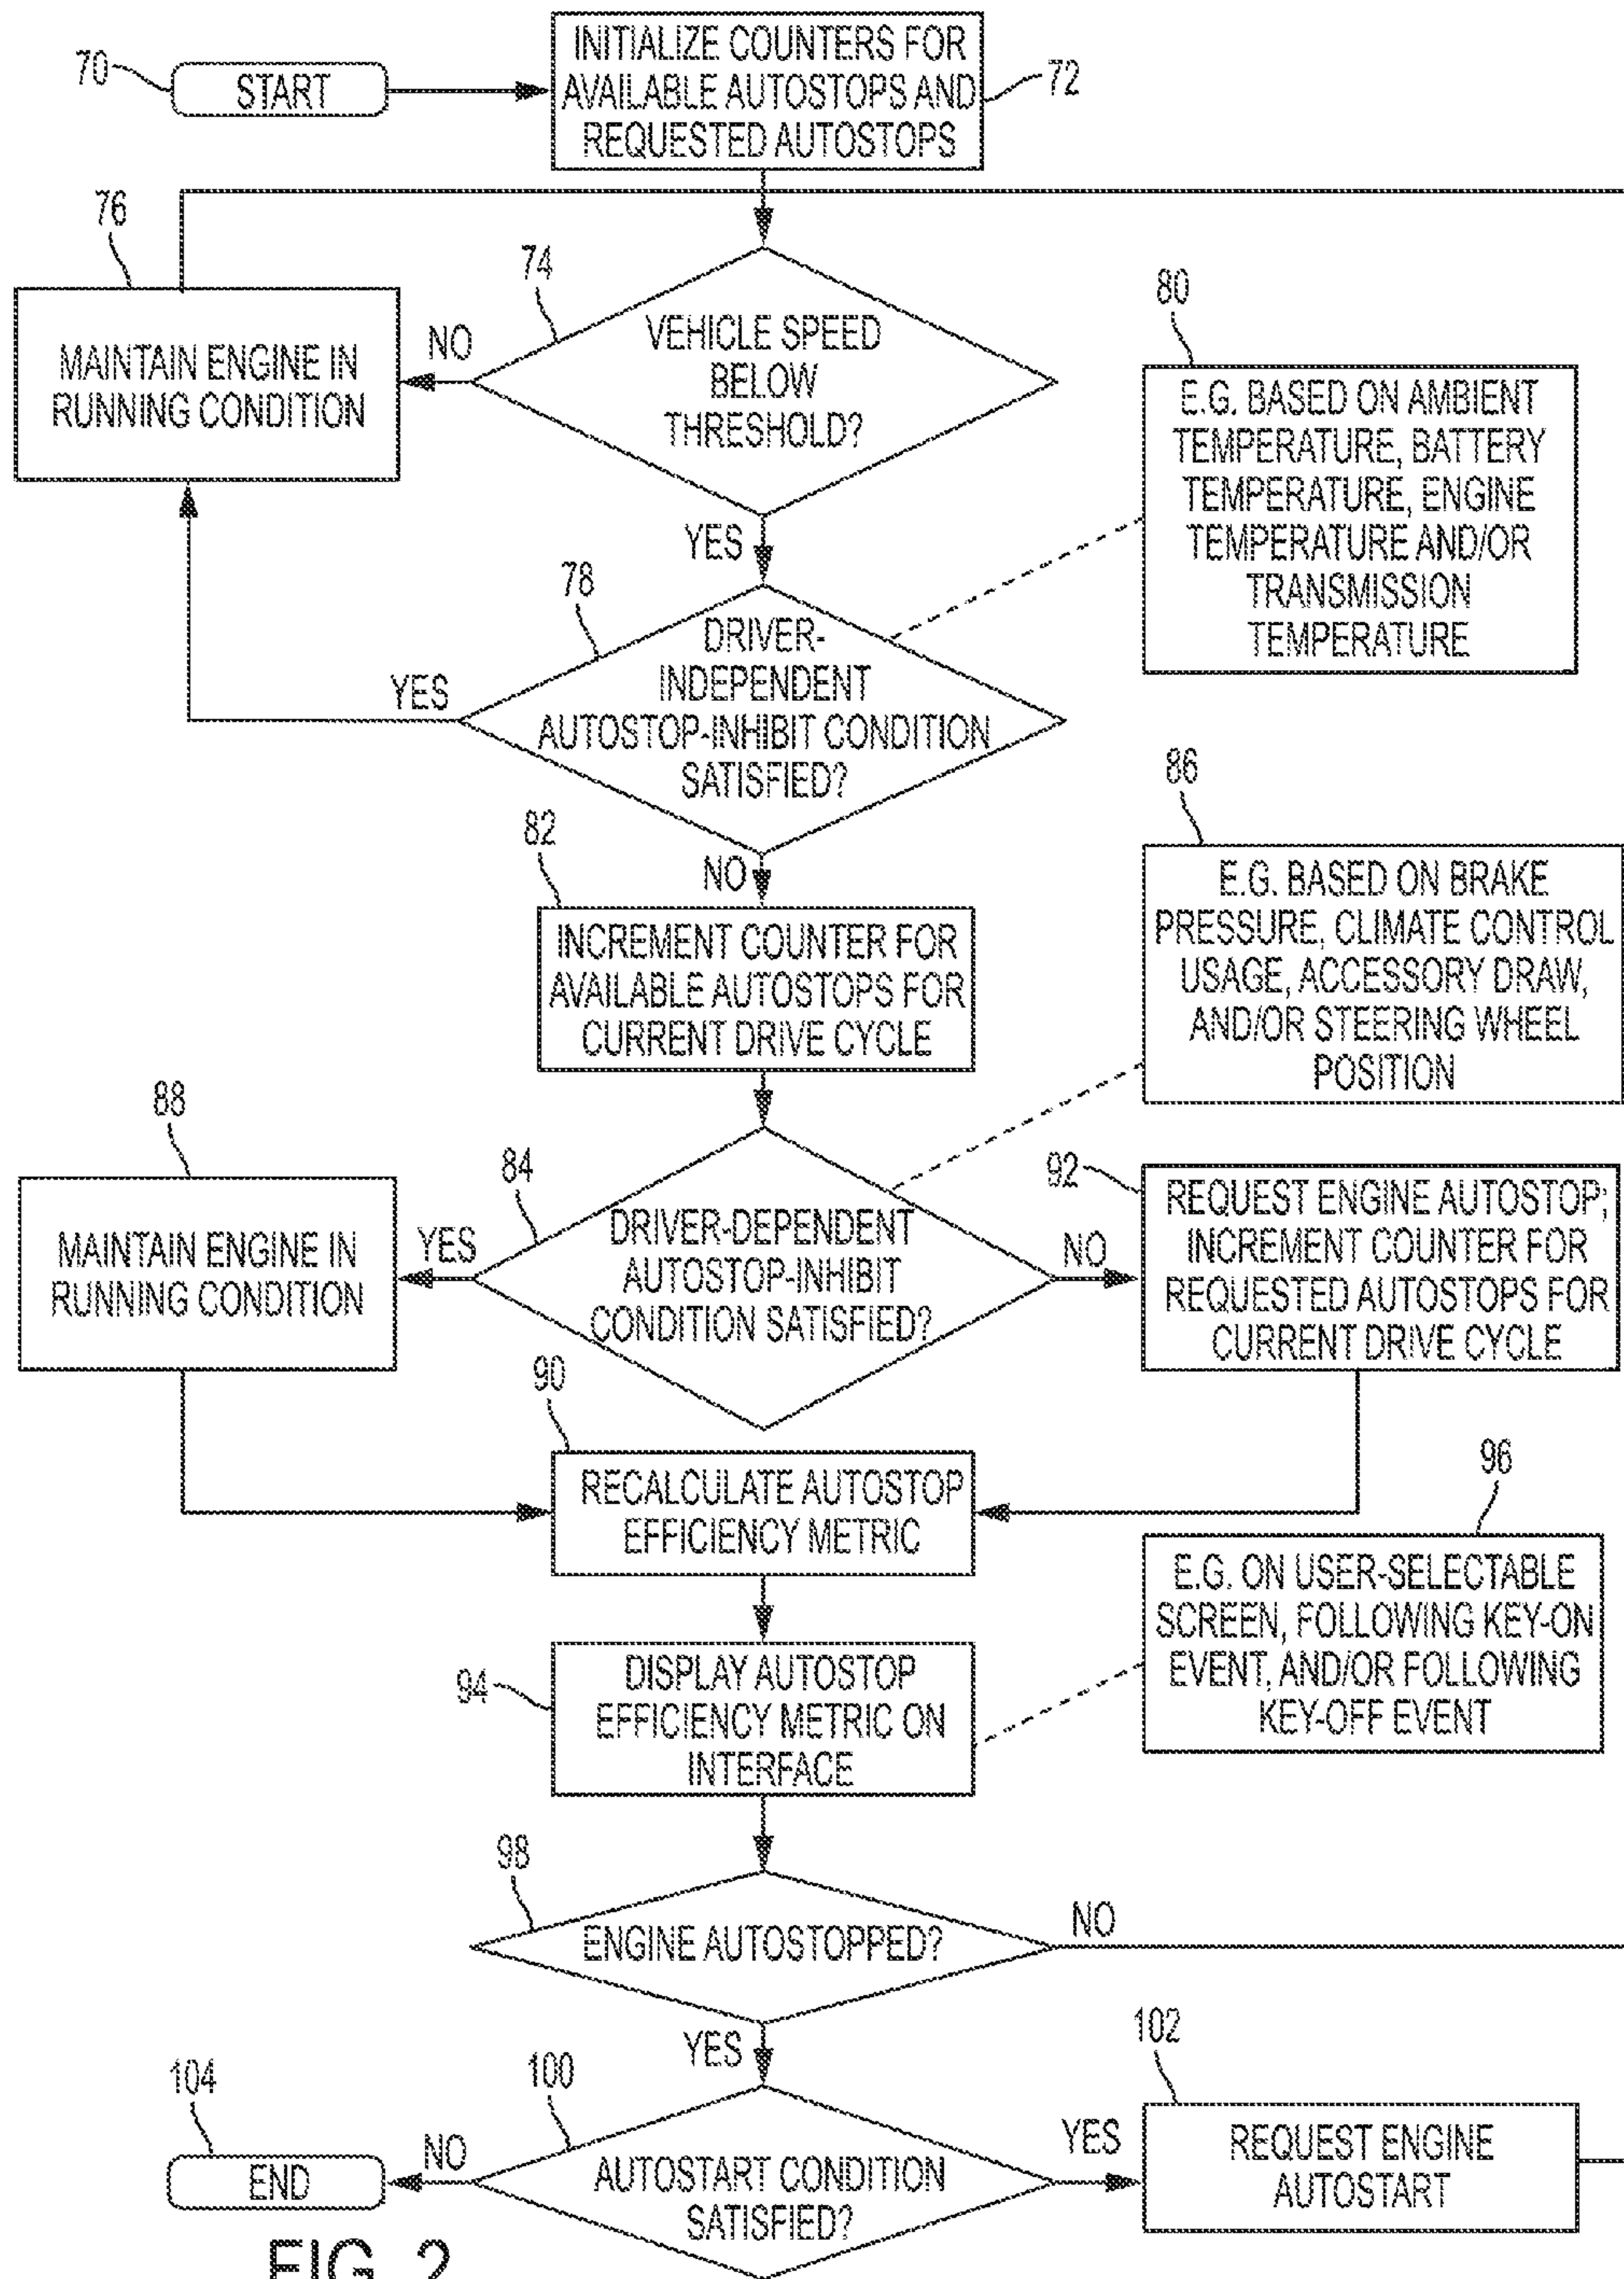 70
START
INITIALIZE COUNTERS FOR
AVAILABLE AUTOSTOPS AND
REQUESTED AUTOSTOPS
72
76
MAINTAIN ENGINE IN
RUNNING CONDITION
NO
74
VEHICLE SPEED
BELOW
THRESHOLD?
80
E.G. BASED ON AMBIENT
TEMPERATURE, BATTERY
TEMPERATURE, ENGINE
TEMPERATURE AND/OR
TRANSMISSION
TEMPERATURE
YES
78
DRIVER-
INDEPENDENT
AUTOSTOP-INHIBIT CONDITION
SATISFIED?
YES
NO
82
INCREMENT COUNTER FOR
AVAILABLE AUTOSTOPS FOR
CURRENT DRIVE CYCLE
86
E.G. BASED ON BRAKE
PRESSURE, CLIMATE CONTROL
USAGE, ACCESSORY DRAW,
AND/OR STEERING WHEEL
POSITION
88
MAINTAIN ENGINE IN
RUNNING CONDITION
YES
84
DRIVER-DEPENDENT
AUTOSTOP-INHIBIT
CONDITION SATISFIED?
NO
92
REQUEST ENGINE AUTOSTOP;
INCREMENT COUNTER FOR
REQUESTED AUTOSTOPS FOR
CURRENT DRIVE CYCLE
90
RECALCULATE AUTOSTOP
EFFICIENCY METRIC
94
DISPLAY AUTOSTOP
EFFICIENCY METRIC ON
INTERFACE
96
E.G. ON USER-SELECTABLE
SCREEN, FOLLOWING KEY-ON
EVENT, AND/OR FOLLOWING
KEY-OFF EVENT
98
ENGINE AUTOSTOPPED?
NO
YES
100
AUTOSTART CONDITION
SATISFIED?
NO
104
END
YES
102
REQUEST ENGINE
AUTOSTART
FIG. 2